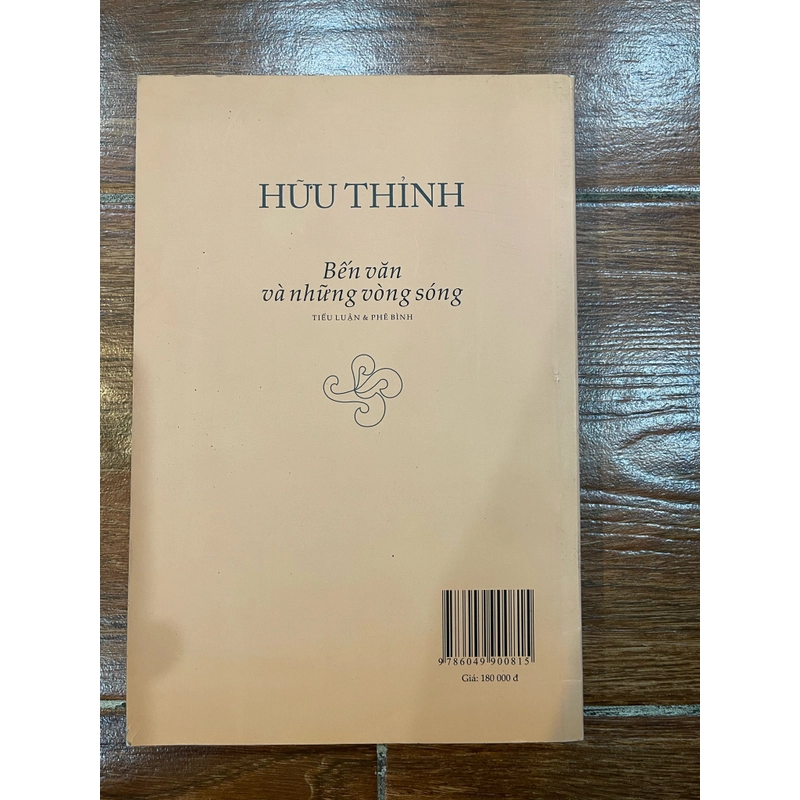 HỮU THỈNH
Bến văn
và những vòng sóng
TIỂU LUẬN & PHÊ BÌNH
9 786049 900815
Giá: 180 000 đ